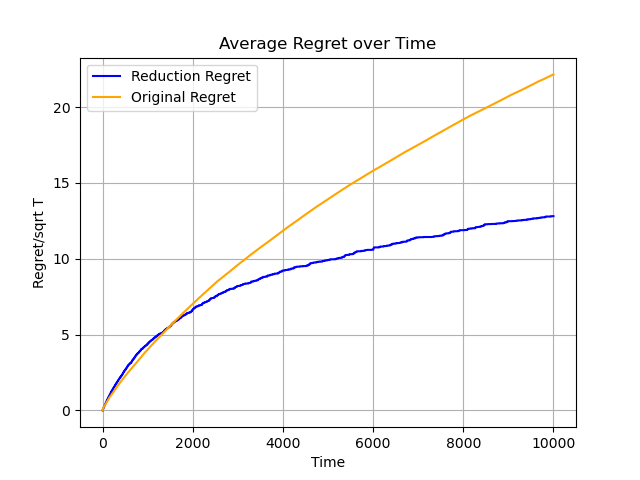 Average Regret over Time
Reduction Regret
Original Regret
Regret/sqrt T
20
15
10
5
0
0 2000 4000 6000 8000 10000
Time